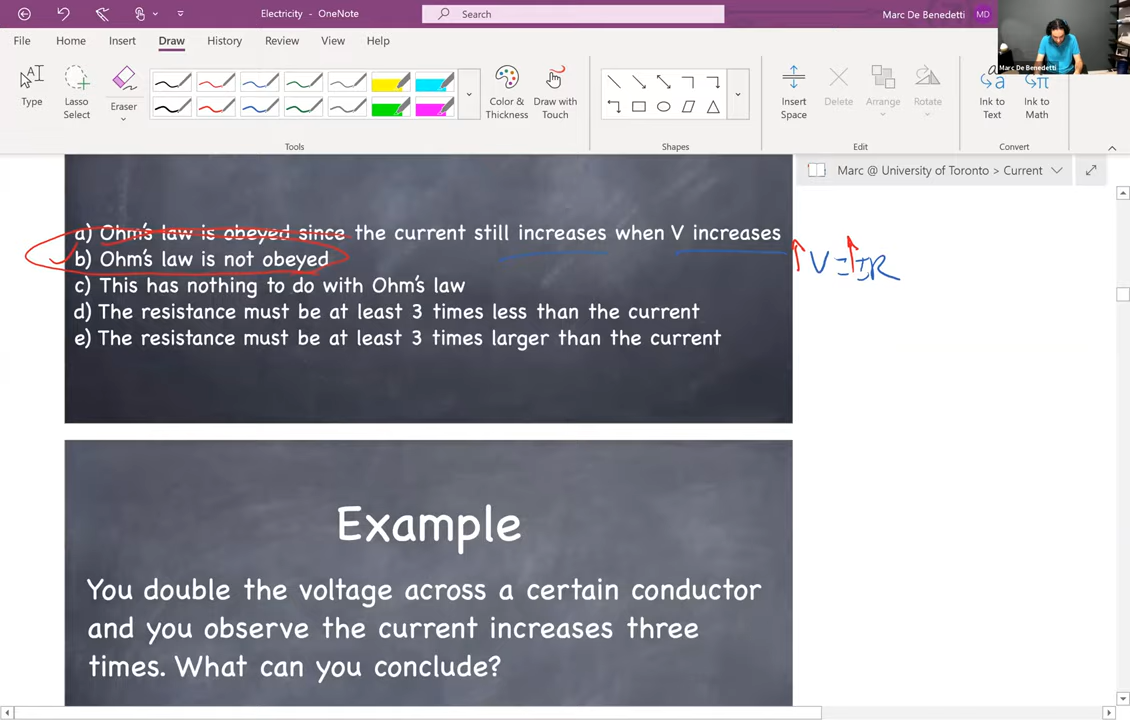 Electricity - OneNote
Search
Marc De Benedetti
MD
File
Home
Insert
Draw
History
Review
View
Help
Marc De Benedetti
Type
Lasso
Select
Eraser
Color &
Thickness
Draw with
Touch
Insert
Space
Delete
Arrange
Rotate
Ink to
Text
Ink to
Math
Tools
Shapes
Edit
Convert
Marc @ University of Toronto > Current
a) Ohm's law is obeyed since the current still increases when V increases
b) Ohm's law is not obeyed
c) This has nothing to do with Ohm's law
d) The resistance must be at least 3 times less than the current
e) The resistance must be at least 3 times larger than the current
V=IR
Example
You double the voltage across a certain conductor
and you observe the current increases three
times. What can you conclude?